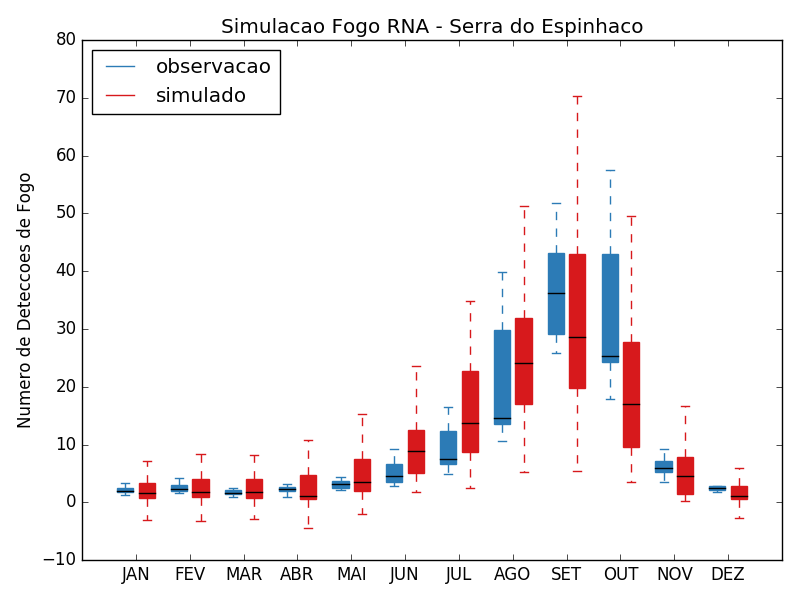 Simulacao Fogo RNA - Serra do Espinhaco
observacao
simulado
Numero de Deteccoes de Fogo
80
70
60
50
40
30
20
10
0
−10
JAN FEV MAR ABR MAI JUN JUL AGO SET OUT NOV DEZ